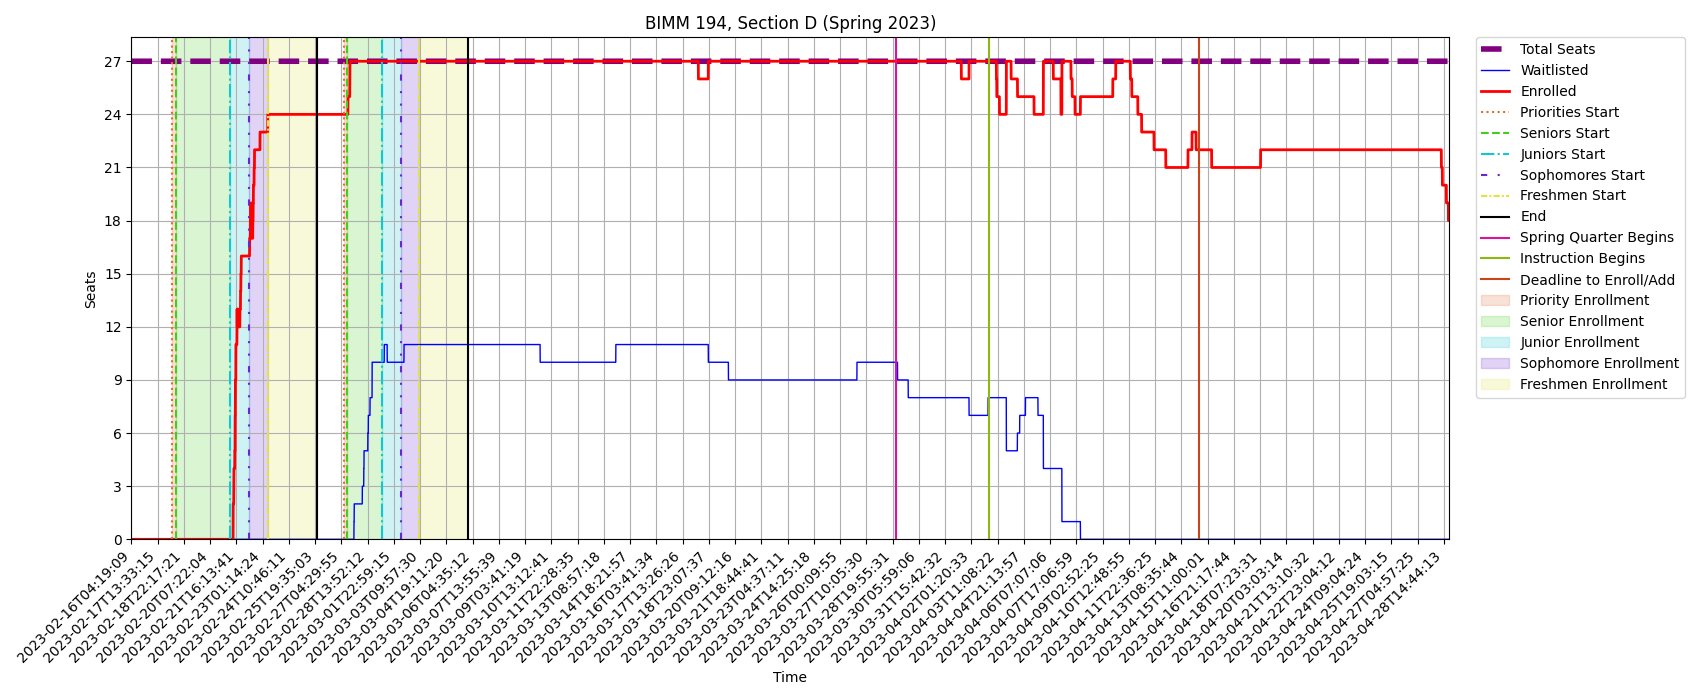 BIMM 194, Section D (Spring 2023)
Total Seats
Waitlisted
Enrolled
Priorities Start
Seniors Start
Juniors Start
Sophomores Start
Freshmen Start
End
Spring Quarter Begins
Instruction Begins
Deadline to Enroll/Add
Priority Enrollment
Senior Enrollment
Junior Enrollment
Sophomore Enrollment
Freshmen Enrollment
Seats
27
24
21
18
15
12
9
6
3
0
2023-02-16T04:19:09
2023-02-17T13:33:15
2023-02-18T22:17:21
2023-02-20T07:22:04
2023-02-21T16:13:41
2023-02-23T01:14:24
2023-02-24T10:46:11
2023-02-25T19:35:03
2023-02-27T04:29:55
2023-02-28T13:52:12
2023-03-01T22:59:15
2023-03-03T09:57:30
2023-03-04T19:11:20
2023-03-06T04:35:12
2023-03-07T13:55:39
2023-03-09T03:41:19
2023-03-10T13:12:41
2023-03-11T22:28:35
2023-03-13T08:57:18
2023-03-14T18:21:57
2023-03-16T03:41:34
2023-03-17T13:26:26
2023-03-18T23:07:37
2023-03-20T09:12:16
2023-03-21T18:44:41
2023-03-23T04:37:11
2023-03-24T14:25:18
2023-03-26T00:09:55
2023-03-27T10:05:30
2023-03-28T19:55:31
2023-03-30T05:59:06
2023-03-31T15:42:32
2023-04-02T01:20:33
2023-04-03T11:08:22
2023-04-04T21:13:57
2023-04-06T07:07:06
2023-04-07T17:06:59
2023-04-09T02:52:25
2023-04-10T12:48:55
2023-04-11T22:36:25
2023-04-13T08:35:44
2023-04-15T11:00:01
2023-04-16T21:17:44
2023-04-18T07:23:31
2023-04-20T03:03:14
2023-04-21T13:10:32
2023-04-22T23:04:12
2023-04-24T09:04:24
2023-04-25T19:03:15
2023-04-27T04:57:25
2023-04-28T14:44:13
Time